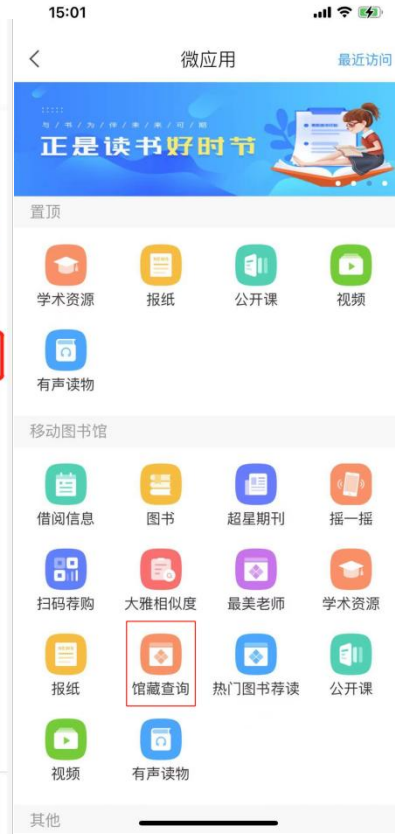 15:01
微应用
最近访问
与/书/为/伴/未/来/可/期
正是读书好时节
置顶
学术资源
报纸
公开课
视频
有声读物
移动图书馆
借阅信息
图书
超星期刊
摇一摇
扫码荐购
大雅相似度
最美老师
学术资源
报纸
馆藏查询
热门图书荐读
公开课
视频
有声读物
其他